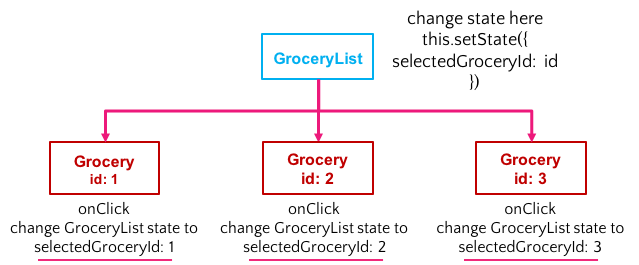 change state here
this.setState({
selectedGroceryId: id
})
GroceryList
Grocery
id: 1
Grocery
id: 2
Grocery
id: 3
onClick
change GroceryList state to
selectedGroceryId: 1
onClick
change GroceryList state to
selectedGroceryId: 2
onClick
change GroceryList state to
selectedGroceryId: 3